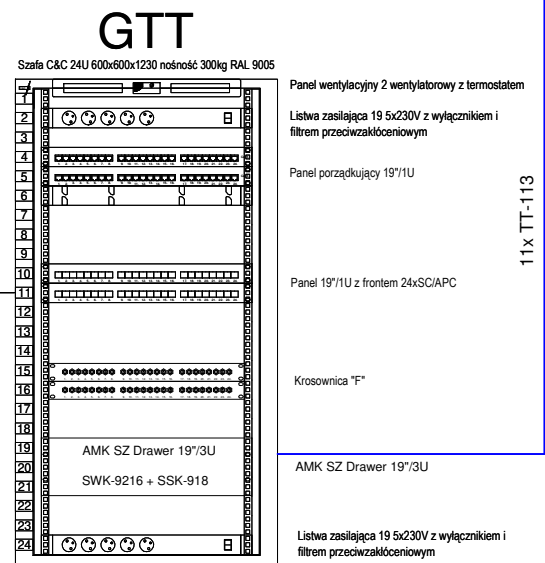 GTT
Szafa C&C 24U 600x600x1230 nośność 300kg RAL 9005
Panel wentylacyjny 2 wentylatorowy z termostatem
Listwa zasilająca 19 5x230V z wyłącznikiem i
filtrem przeciwzakłóceniowym
Panel porządkujący 19"/1U
Panel 19"/1U z frontem 24xSC/APC
Krosownica "F"
AMK SZ Drawer 19"/3U
Listwa zasilająca 19 5x230V z wyłącznikiem i
filtrem przeciwzakłóceniowym
11x TT-113
1
2
3
4
5
6
7
8
9
10
11
12
13
14
15
16
17
18
19
20
21
22
23
24
AMK SZ Drawer 19"/3U
SWK-9216 + SSK-918